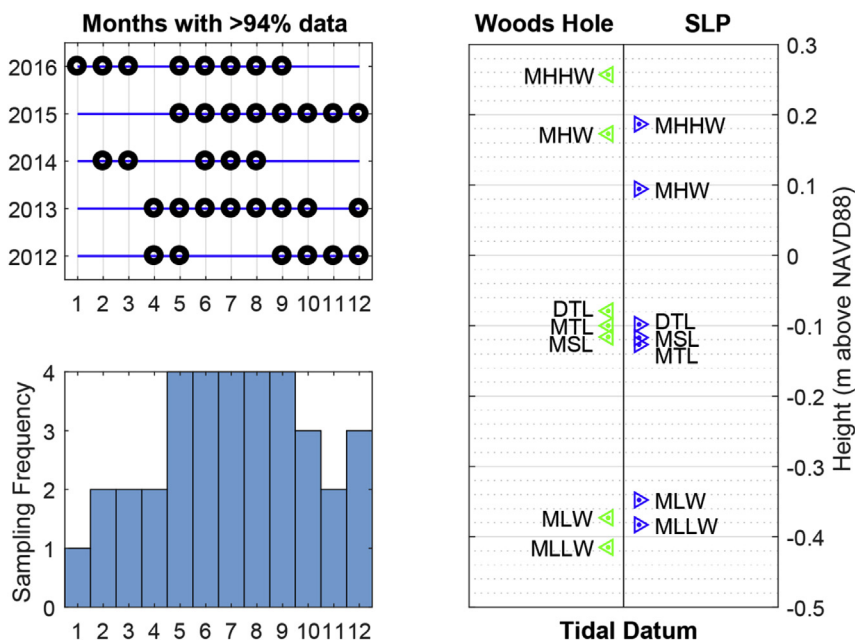 Months with >94% data
2016
2015
2014
2013
2012
1 2 3 4 5 6 7 8 9 10 11 12
Sampling Frequency
4
3
2
1
0
1 2 3 4 5 6 7 8 9 10 11 12
Woods Hole SLP
MHHW
MHW
DTL
MTL
MSL
MLW
MLLW
MHHW
MHW
DTL
MSL
MTL
MLW
MLLW
0.3
0.2
0.1
0
-0.1
-0.2
-0.3
-0.4
-0.5
Height (m above NAVD88)
Tidal Datum